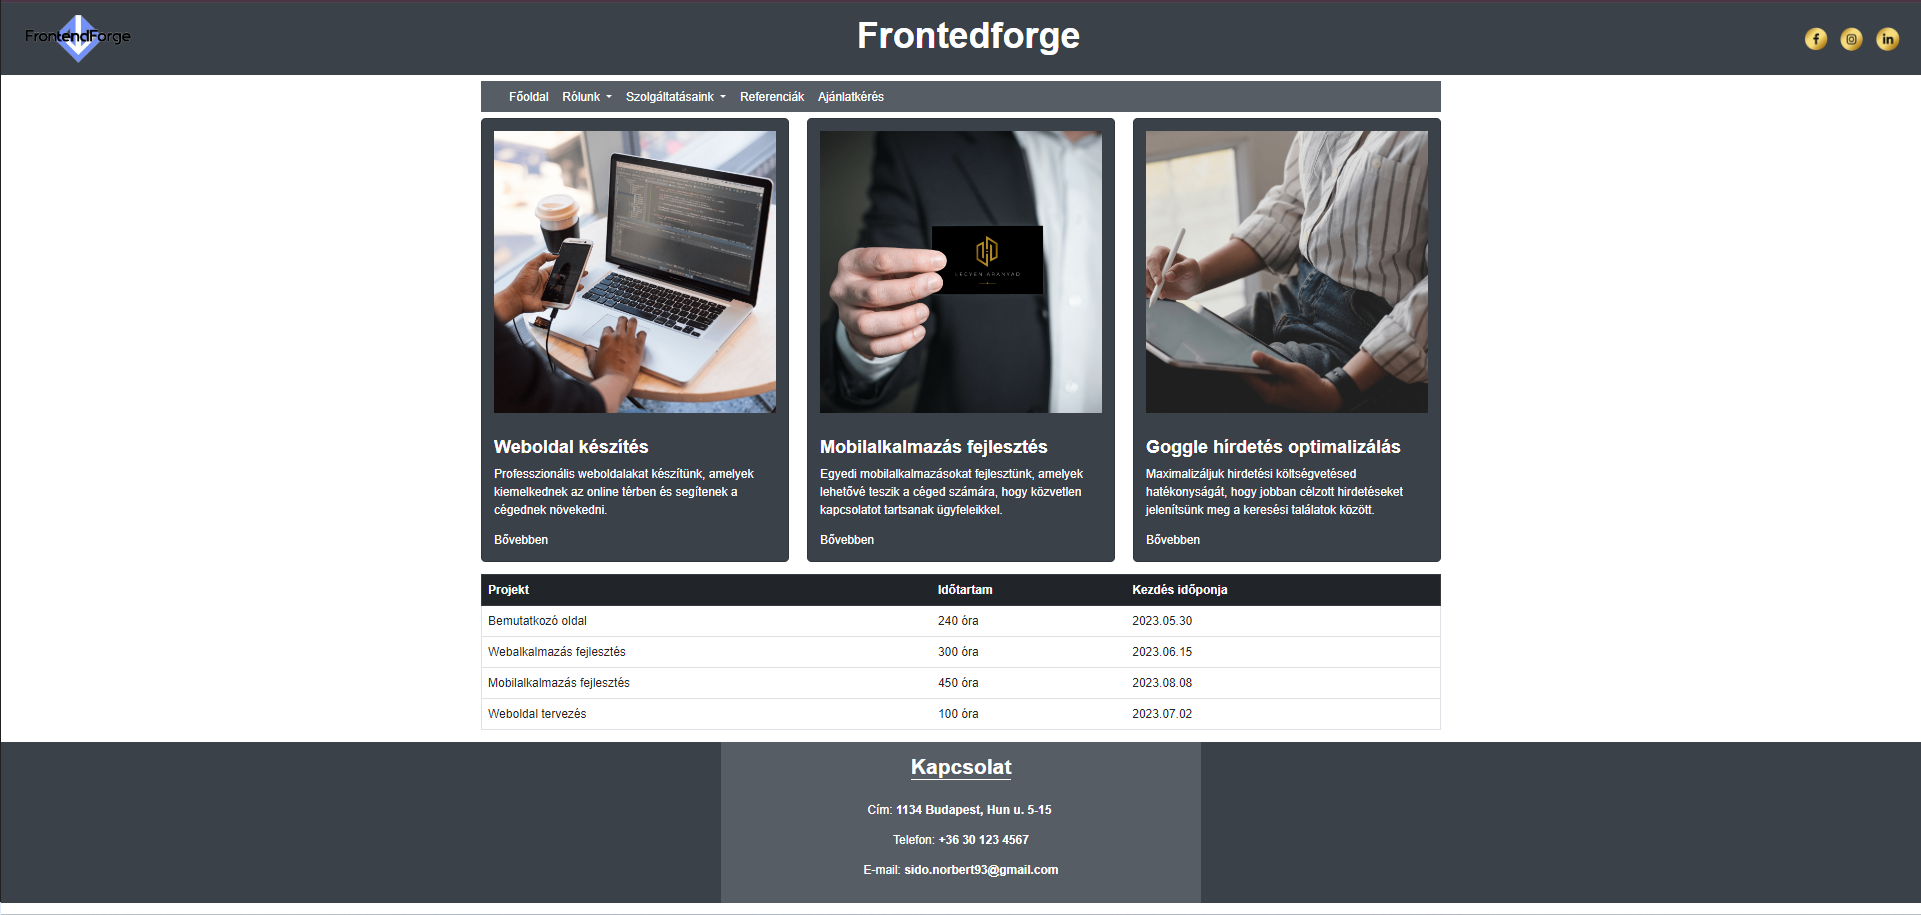 FrontendForge
Frontedforge
Főoldal Rólunk Szolgáltatásaink Referenciák Ajánlatkérés
LEGYEN ARANYAD
Weboldal készítés
Professzionális weboldalakat készítünk, amelyek
kiemelkednek az online térben és segítenek a
cégednek növekedni.
Bővebben
Mobilalkalmazás fejlesztés
Egyedi mobilalkalmazásokat fejlesztünk, amelyek
lehetővé teszik a céged számára, hogy közvetlen
kapcsolatot tartsanak ügyfeleikkel.
Bővebben
Goggle hírdetés optimalizálás
Maximalizáljuk hirdetési költségvetésed
hatékonyságát, hogy jobban célzott hirdetéseket
jelenítsünk meg a keresési találatok között.
Bővebben
Projekt Időtartam Kezdés időponja
Bemutatkozó oldal 240 óra 2023.05.30
Webalkalmazás fejlesztés 300 óra 2023.06.15
Mobilalkalmazás fejlesztés 450 óra 2023.08.08
Weboldal tervezés 100 óra 2023.07.02
Kapcsolat
Cím: 1134 Budapest, Hun u. 5-15
Telefon: +36 30 123 4567
E-mail: sido.norbert93@gmail.com